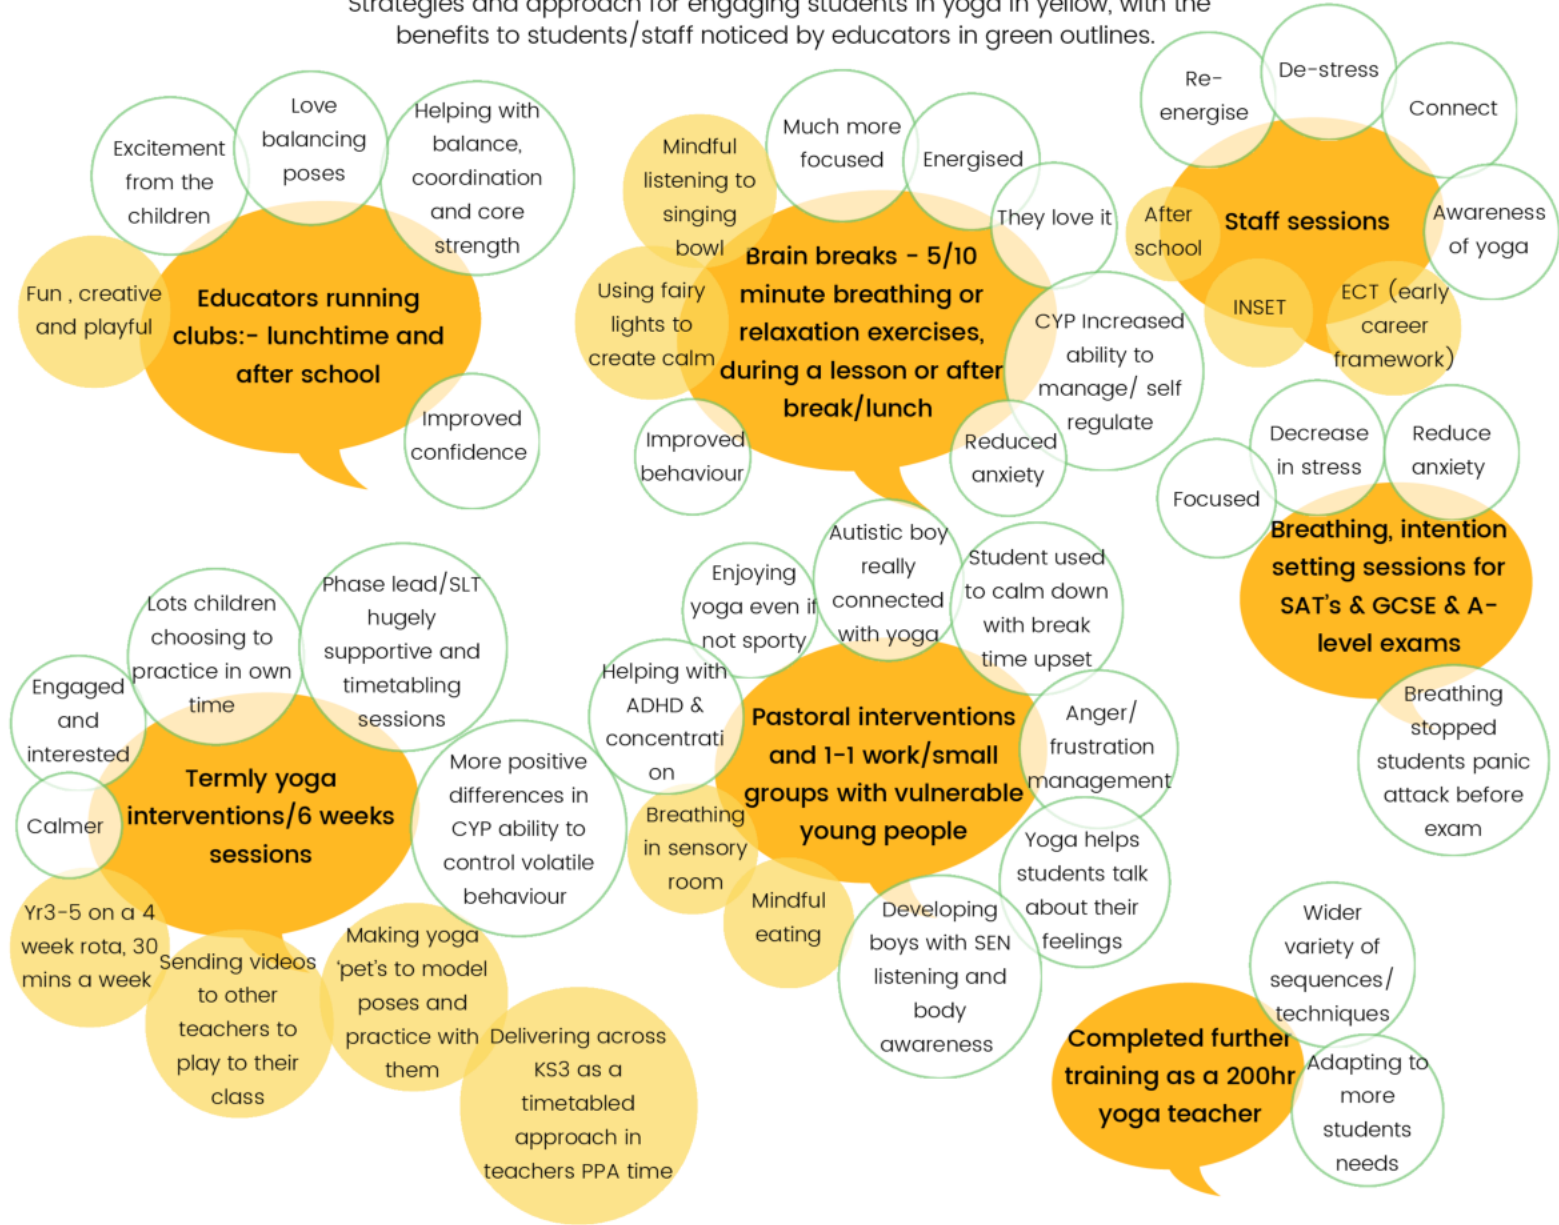 Strategies and approach for engaging students in yoga in yellow, with the
benefits to students/staff noticed by educators in green outlines.
Excitement
from the
children
Love
balancing
poses
Helping with
balance,
coordination
and core
strength
Fun , creative
and playful
Educators running
clubs:- lunchtime and
after school
Improved
confidence
Mindful
listening to
singing
bowl
Much more
focused
Energised
They love it
Using fairy
lights to
create calm
Brain breaks - 5/10
minute breathing or
relaxation exercises,
during a lesson or after
break/lunch
CYP Increased
ability to
manage/ self
regulate
Improved
behaviour
Reduced
anxiety
Re-
energise
De-stress
Connect
After
school
Staff sessions
Awareness
of yoga
INSET
ECT (early
career
framework)
Focused
Decrease
in stress
Reduce
anxiety
Breathing, intention
setting sessions for
SAT's & GCSE & A-
level exams
Breathing
stopped
students panic
attack before
exam
Engaged
and
interested
Lots children
choosing to
practice in own
time
Phase lead/SLT
hugely
supportive and
timetabling
sessions
Calmer
Termly yoga
interventions/6 weeks
sessions
More positive
differences in
CYP ability to
control volatile
behaviour
Yr3-5 on a 4
week rota, 30
mins a week
Sending videos
to other
teachers to
play to their
class
Making yoga
'pet's to model
poses and
practice with
them
Delivering across
KS3 as a
timetabled
approach in
teachers PPA time
Helping with
ADHD &
concentrati
on
Enjoying
yoga even if
not sporty
Autistic boy
really
connected
with yoga
Student used
to calm down
with break
time upset
Pastoral interventions
and 1-1 work/small
groups with vulnerable
young people
Anger/
frustration
management
Breathing
in sensory
room
Mindful
eating
Developing
boys with SEN
listening and
body
awareness
Yoga helps
students talk
about their
feelings
Completed further
training as a 200hr
yoga teacher
Wider
variety of
sequences/
techniques
Adapting to
more
students
needs